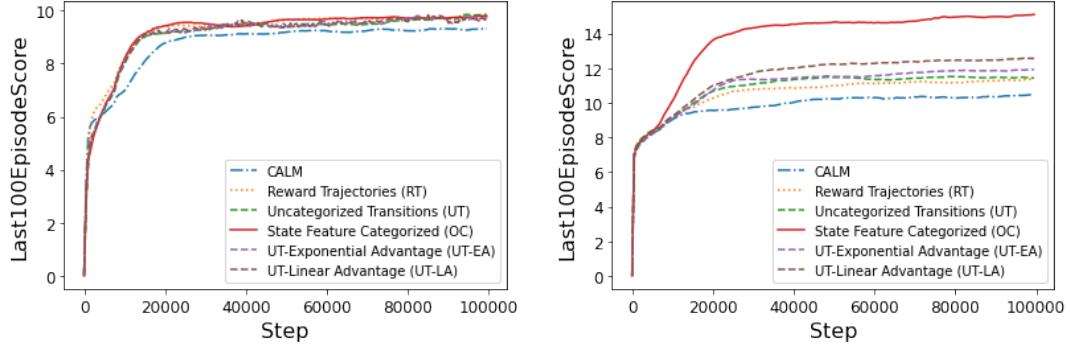 Last100EpisodeScore
10
8
6
4
2
0
CALM
Reward Trajectories (RT)
Uncategorized Transitions (UT)
State Feature Categorized (OC)
UT-Exponential Advantage (UT-EA)
UT-Linear Advantage (UT-LA)
0 20000 40000 60000 80000 100000
Step
Last100EpisodeScore
14
12
10
8
6
4
2
0
CALM
Reward Trajectories (RT)
Uncategorized Transitions (UT)
State Feature Categorized (OC)
UT-Exponential Advantage (UT-EA)
UT-Linear Advantage (UT-LA)
0 20000 40000 60000 80000 100000
Step